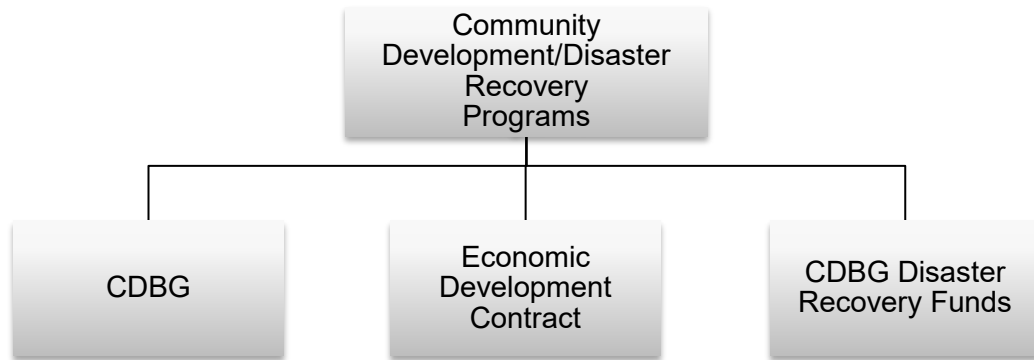 Community
Development/Disaster
Recovery
Programs
CDBG
Economic
Development
Contract
CDBG Disaster
Recovery Funds